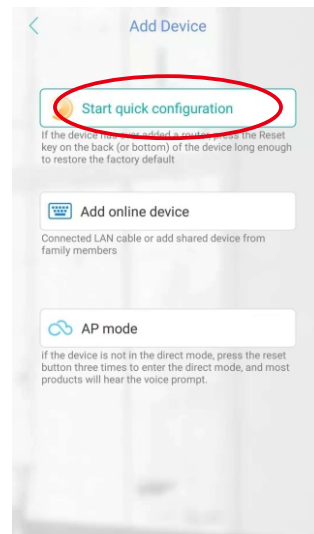 Add Device
Start quick configuration
If the device has ever added a router press the Reset
key on the back (or bottom) of the device long enough
to restore the factory default
Add online device
Connected LAN cable or add shared device from
family members
AP mode
if the device is not in the direct mode, press the reset
button three times to enter the direct mode, and most
products will hear the voice prompt.